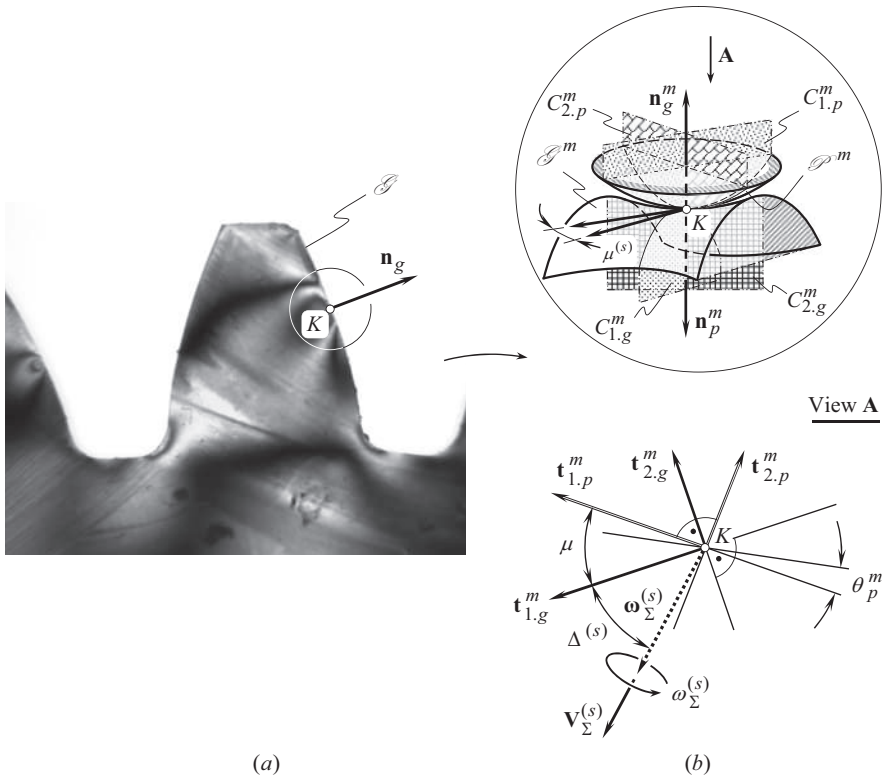 𝒢
n_g
K
A
n_g^m
C_{2.p}^m
C_{1.p}^m
𝒢^m
𝒫^m
K
μ^{(s)}
C_{1.g}^m
n_p^m
C_{2.g}^m
View A
t_{1.p}^m
t_{2.g}^m
t_{2.p}^m
K
μ
θ_p^m
t_{1.g}^m
ω_Σ^{(s)}
Δ^{(s)}
ω_Σ^{(s)}
V_Σ^{(s)}
(a)
(b)